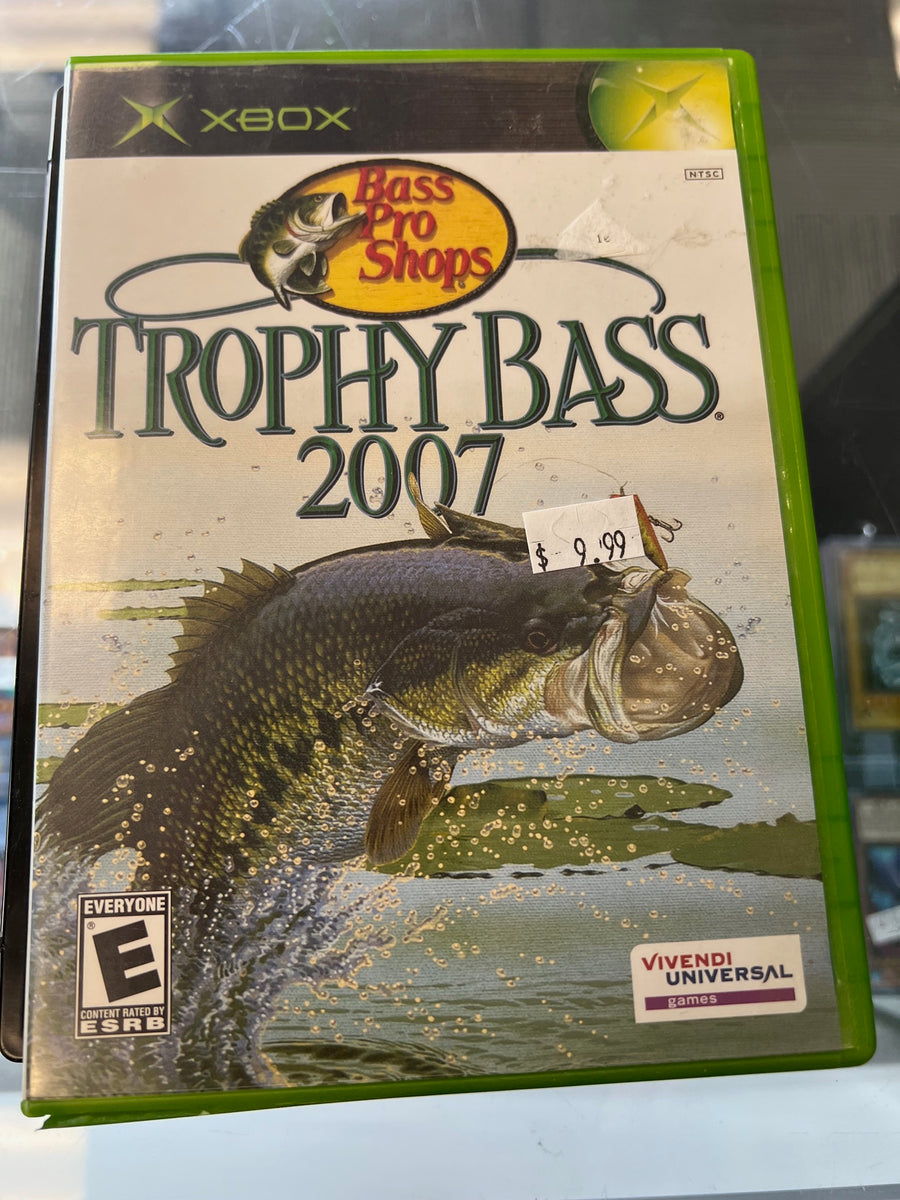 XBOX
NTSC
Bass
Pro
Shops
TROPHY BASS®
2007
$ 9.99
EVERYONE
E
®
CONTENT RATED BY
ESRB
VIVENDI
UNIVERSAL
games